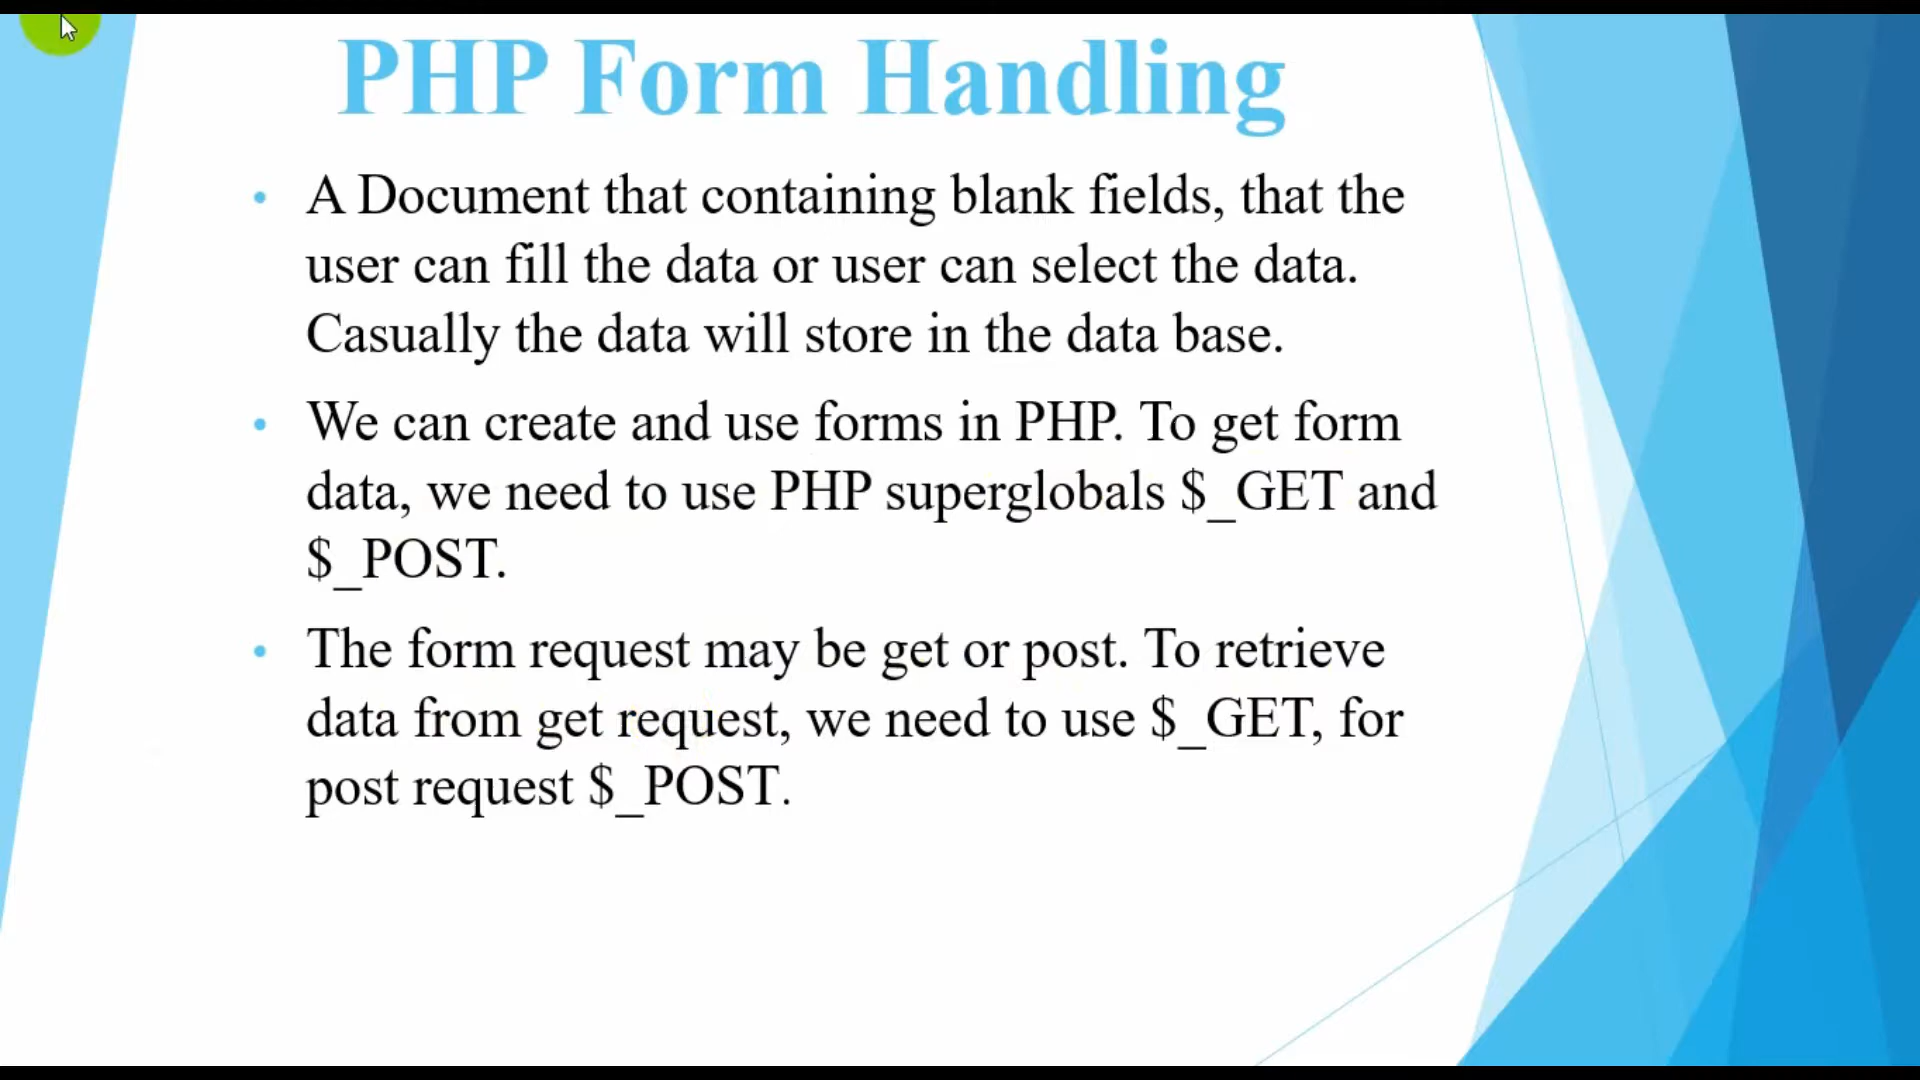 PHP Form Handling
• A Document that containing blank fields, that the
user can fill the data or user can select the data.
Casually the data will store in the data base.
• We can create and use forms in PHP. To get form
data, we need to use PHP superglobals $_GET and
$_POST.
• The form request may be get or post. To retrieve
data from get request, we need to use $_GET, for
post request $_POST.